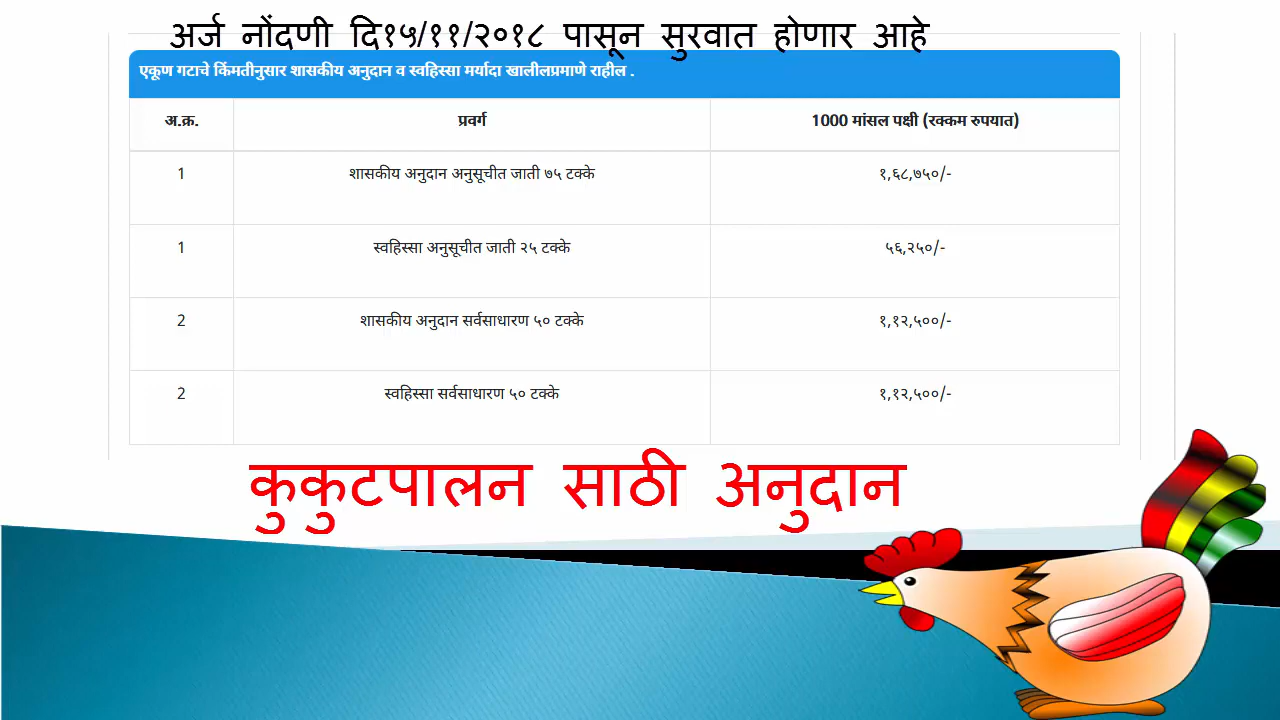 अर्ज नोंदणी दि१५/११/२०१८ पासून सुरवात होणार आहे
एकूण गटाचे किंमतीनुसार शासकीय अनुदान व स्वहिस्सा मर्यादा खालीलप्रमाणे राहील .
अ.क्र. प्रवर्ग 1000 मांसल पक्षी (रक्कम रुपयात)
1 शासकीय अनुदान अनुसूचीत जाती ७५ टक्के १,६८,७५०/-
1 स्वहिस्सा अनुसूचीत जाती २५ टक्के ५६,२५०/-
2 शासकीय अनुदान सर्वसाधारण ५० टक्के १,१२,५००/-
2 स्वहिस्सा सर्वसाधारण ५० टक्के १,१२,५००/-
कुकुटपालन साठी अनुदान